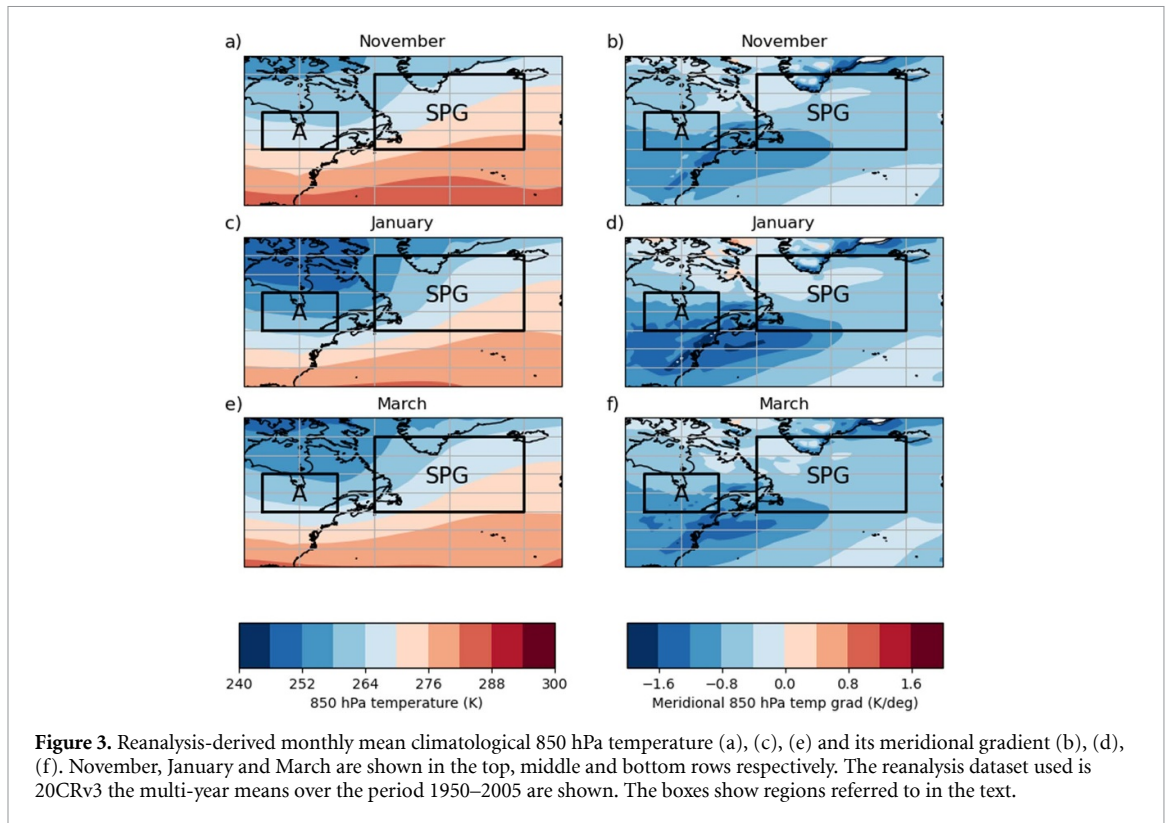 a) November
b) November
A
SPG
A
SPG
c) January
d) January
A
SPG
A
SPG
e) March
f) March
A
SPG
A
SPG
240 252 264 276 288 300
850 hPa temperature (K)
−1.6 −0.8 0.0 0.8 1.6
Meridional 850 hPa temp grad (K/deg)
Figure 3. Reanalysis-derived monthly mean climatological 850 hPa temperature (a), (c), (e) and its meridional gradient (b), (d),
(f). November, January and March are shown in the top, middle and bottom rows respectively. The reanalysis dataset used is
20CRv3 the multi-year means over the period 1950–2005 are shown. The boxes show regions referred to in the text.